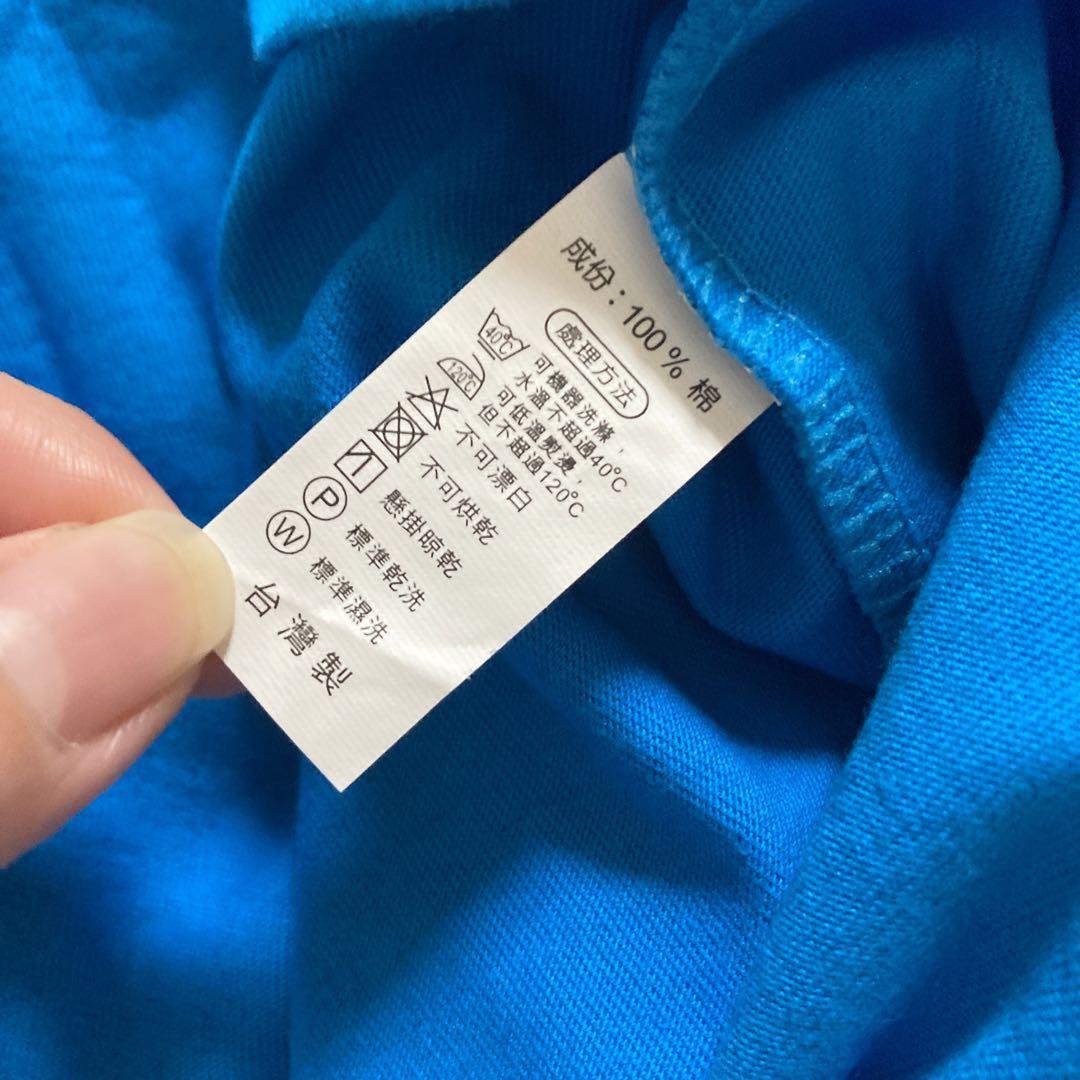 成份：100% 棉
處理方法
40℃ 可機器洗滌，
水溫不超過40℃
120℃ 可低溫熨燙，
但不超過120℃
不可漂白
不可烘乾
懸掛晾乾
P 標準乾洗
W 標準濕洗
台灣製